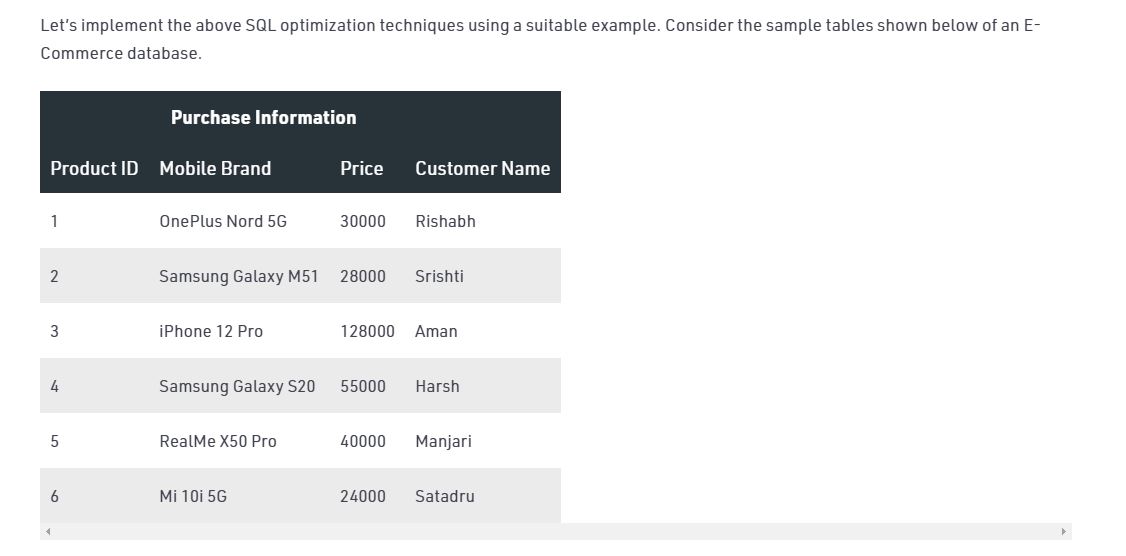 Let's implement the above SQL optimization techniques using a suitable example. Consider the sample tables shown below of an E-
Commerce database.
Purchase Information
Product ID Mobile Brand Price Customer Name
1 OnePlus Nord 5G 30000 Rishabh
2 Samsung Galaxy M51 28000 Srishti
3 iPhone 12 Pro 128000 Aman
4 Samsung Galaxy S20 55000 Harsh
5 RealMe X50 Pro 40000 Manjari
6 Mi 10i 5G 24000 Satadru